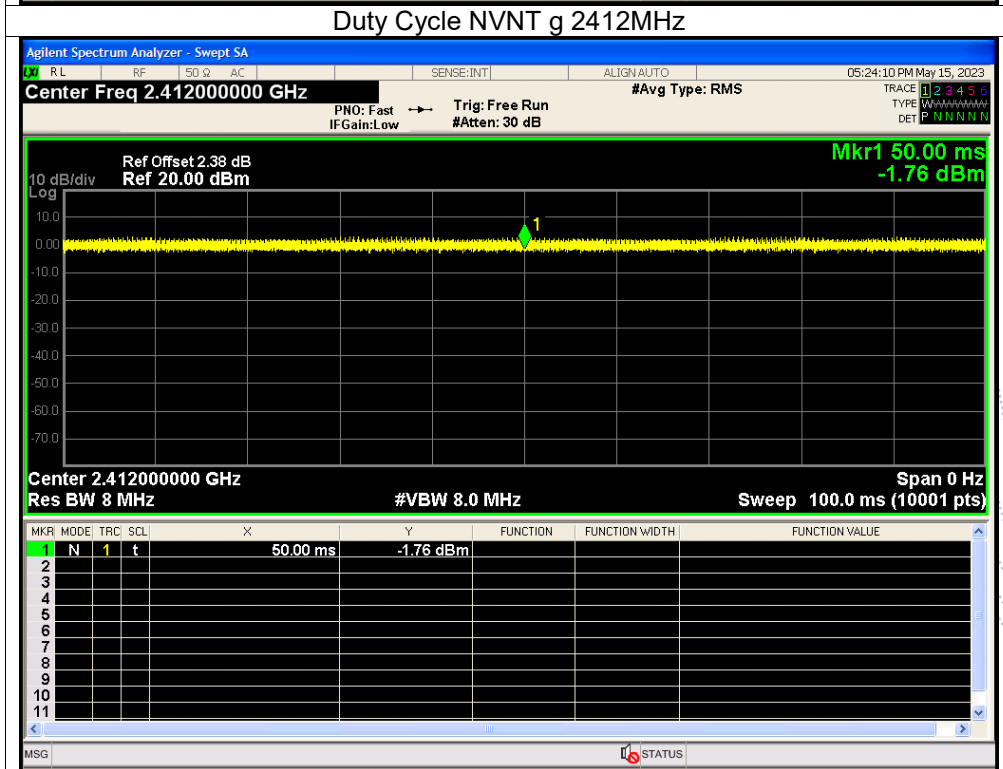 Duty Cycle NVNT g 2412MHz
Agilent Spectrum Analyzer - Swept SA
LXI RL RF 50 Ω AC SENSE:INT ALIGN AUTO 05:24:10 PM May 15, 2023
Center Freq 2.412000000 GHz #Avg Type: RMS TRACE 1 2 3 4 5 6
PNO: Fast Trig: Free Run TYPE WWWWWW
IFGain:Low #Atten: 30 dB DET P N N N N N
Mkr1 50.00 ms
Ref Offset 2.38 dB
10 dB/div Ref 20.00 dBm -1.76 dBm
Log
10.0
1
0.00
-10.0
-20.0
-30.0
-40.0
-50.0
-60.0
-70.0
Center 2.412000000 GHz Span 0 Hz
Res BW 8 MHz #VBW 8.0 MHz Sweep 100.0 ms (10001 pts)
MKR MODE TRC SCL X Y FUNCTION FUNCTION WIDTH FUNCTION VALUE
1 N 1 t 50.00 ms -1.76 dBm
2
3
4
5
6
7
8
9
10
11
MSG STATUS